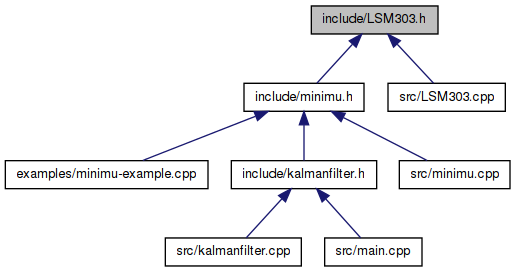 include/LSM303.h
include/minimu.h
src/LSM303.cpp
examples/minimu-example.cpp
include/kalmanfilter.h
src/minimu.cpp
src/kalmanfilter.cpp
src/main.cpp